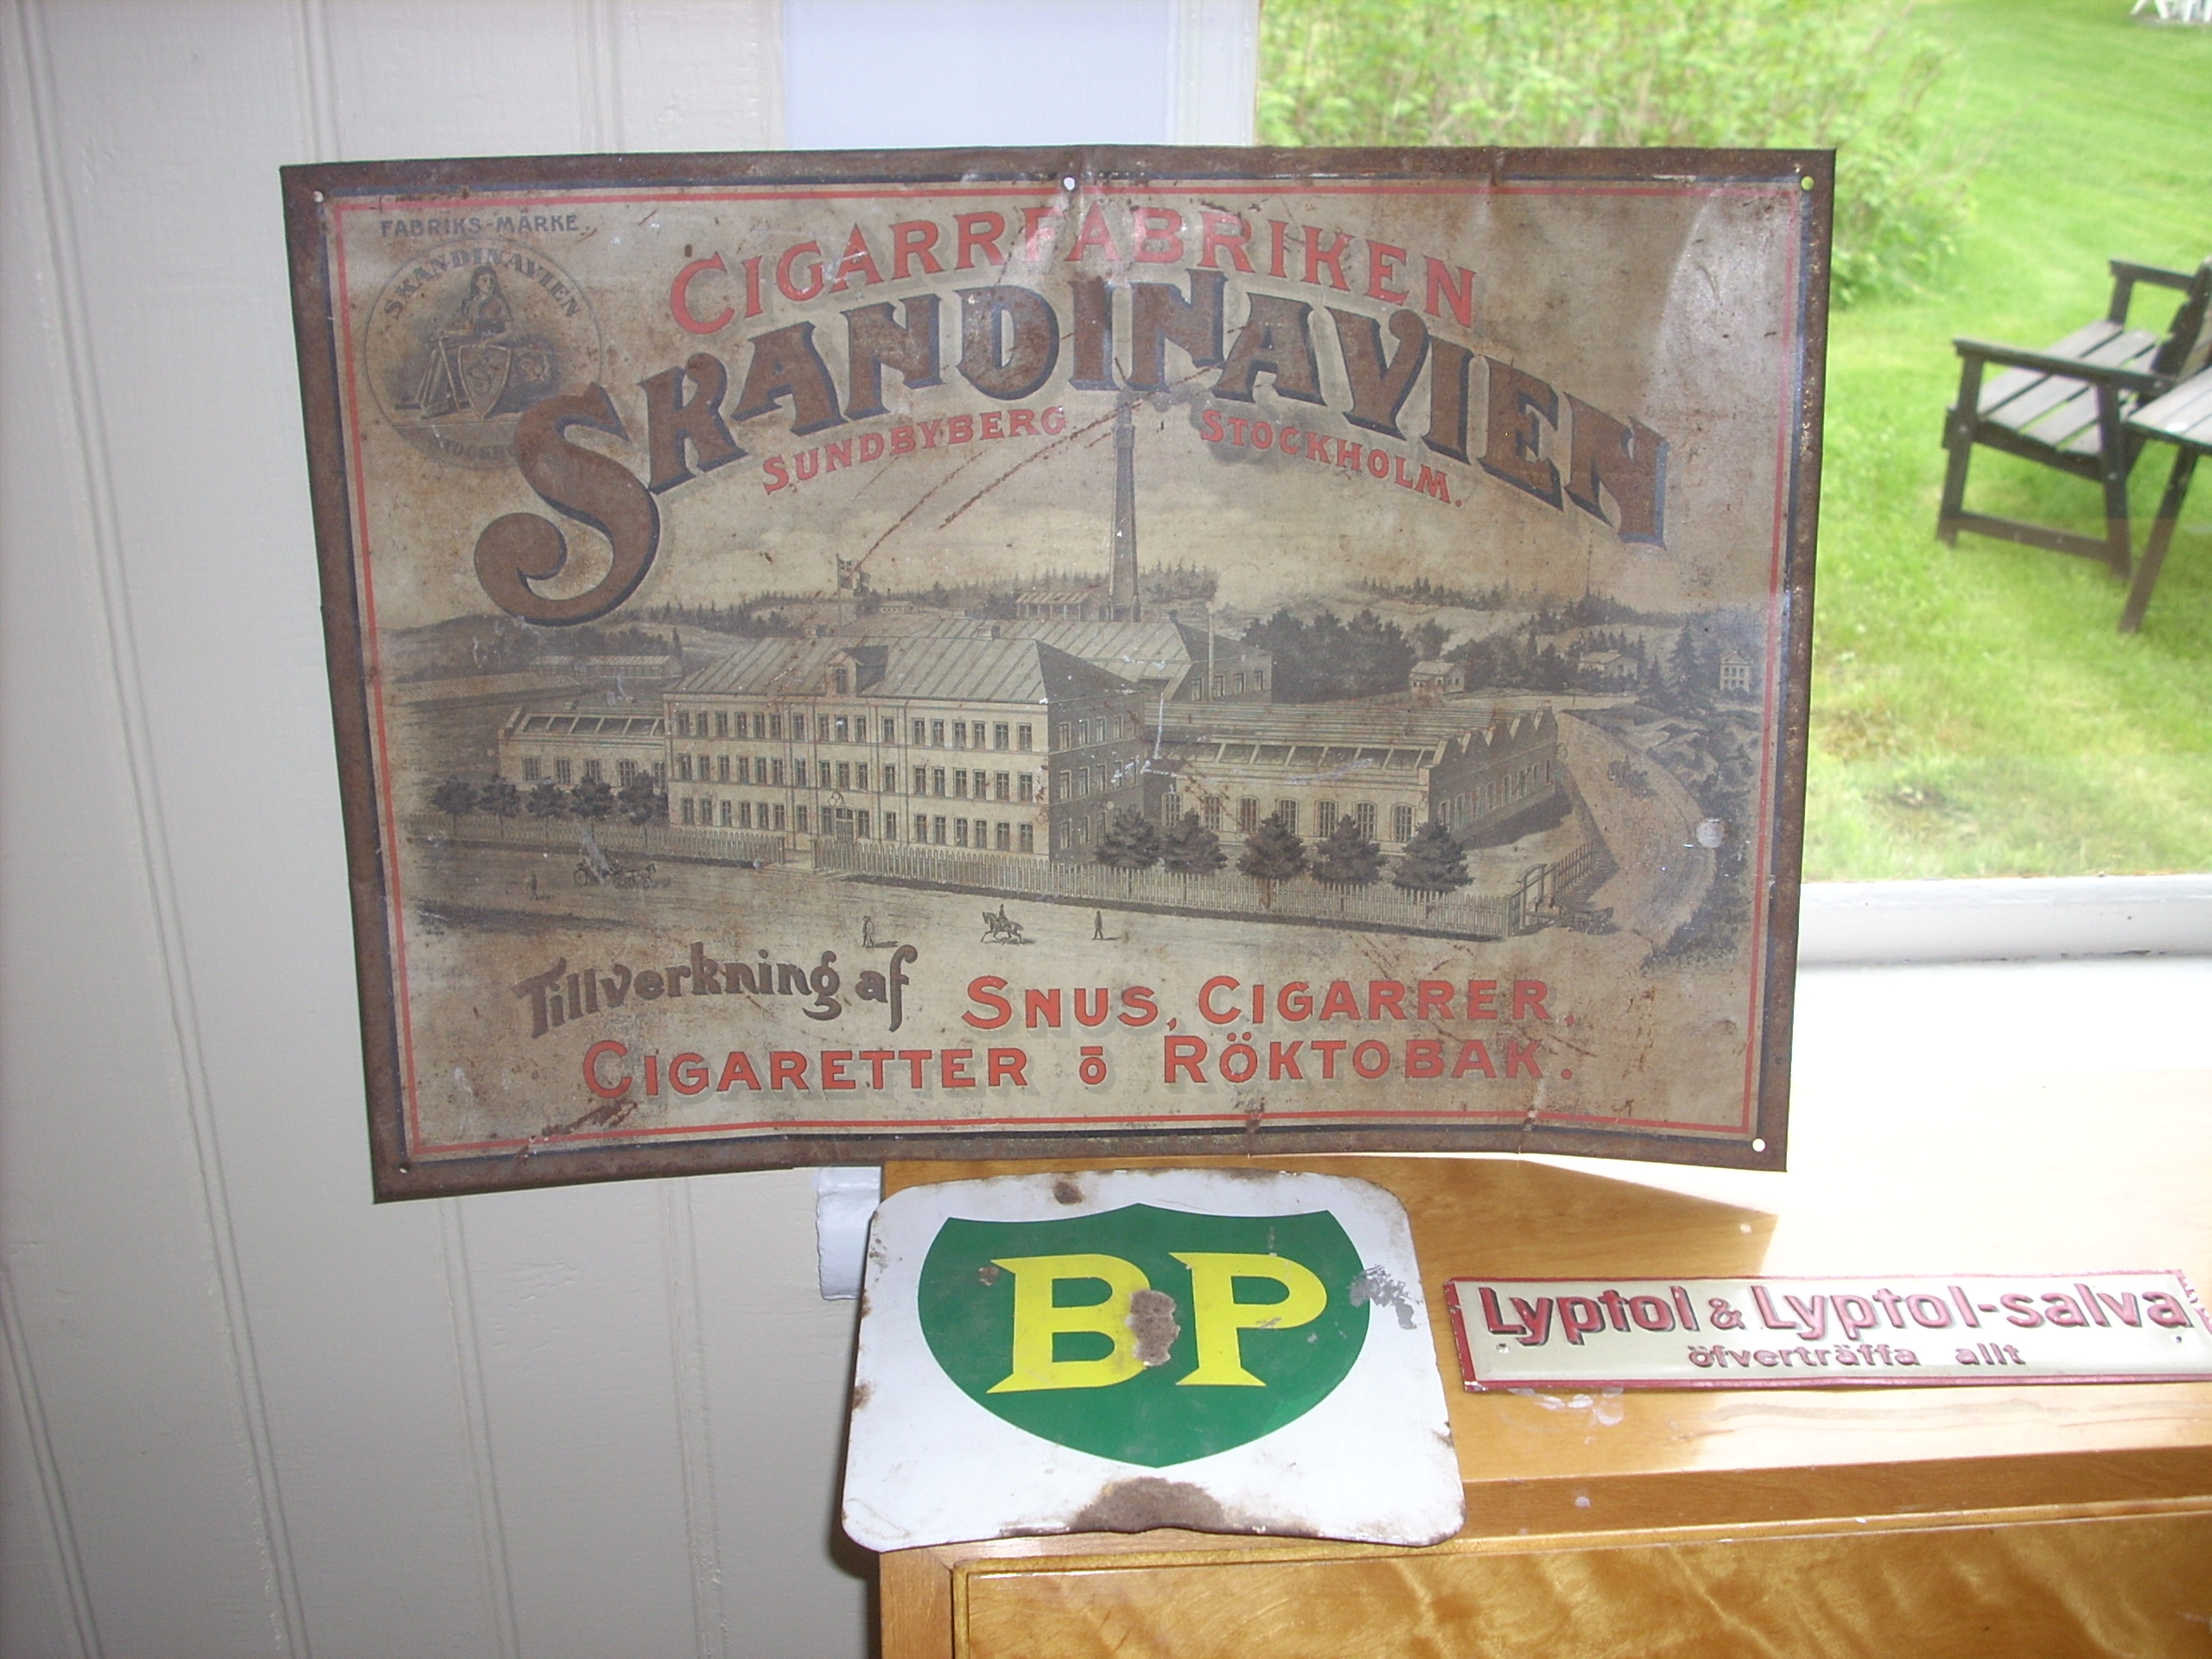 FABRIKS-MÄRKE.
SKANDINAVIEN
CIGARRFABRIKEN
SKANDINAVIEN
SUNDBYBERG STOCKHOLM.
Tillverkning af SNUS, CIGARRER,
CIGARETTER ō RÖKTOBAK.
BP
Lyptol & Lyptol-salva
öfverträffa allt